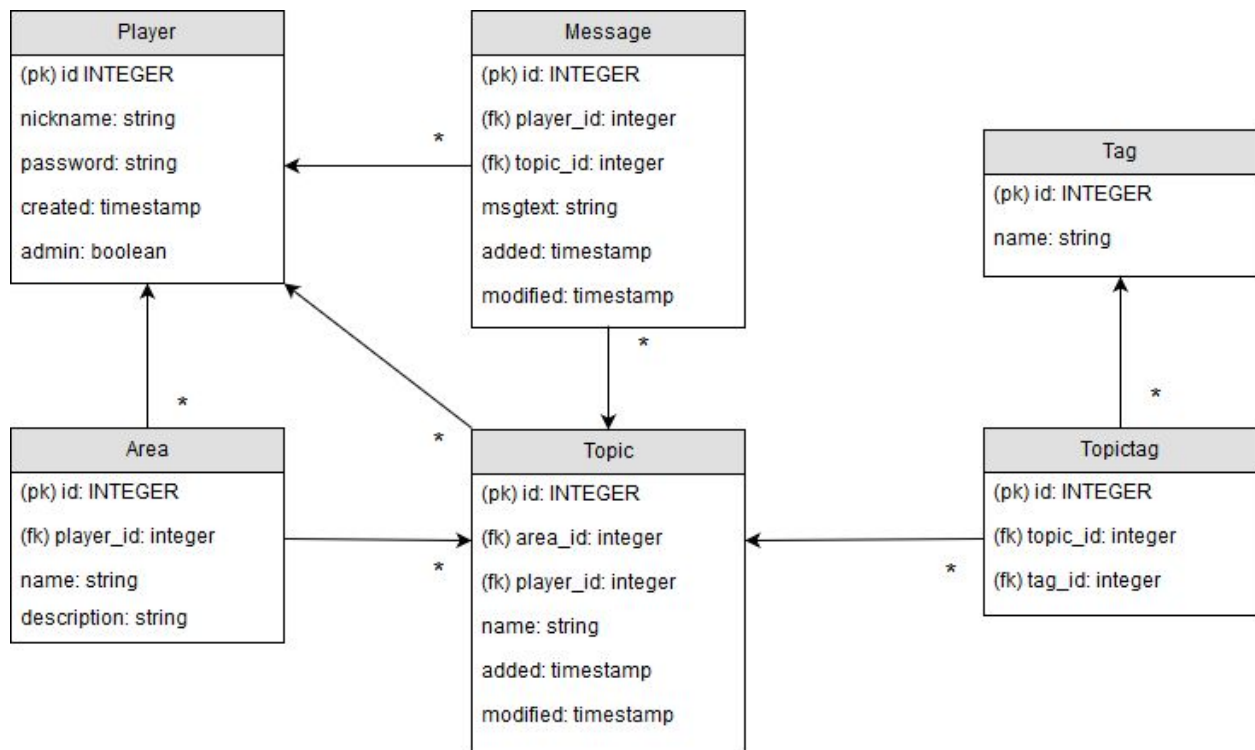 Player
(pk) id INTEGER
nickname: string
password: string
created: timestamp
admin: boolean
*
Message
(pk) id: INTEGER
(fk) player_id: integer
(fk) topic_id: integer
msgtext: string
added: timestamp
modified: timestamp
*
Tag
(pk) id: INTEGER
name: string
*
*
Area
(pk) id: INTEGER
(fk) player_id: integer
name: string
description: string
*
*
Topic
(pk) id: INTEGER
(fk) area_id: integer
(fk) player_id: integer
name: string
added: timestamp
modified: timestamp
*
Topictag
(pk) id: INTEGER
(fk) topic_id: integer
(fk) tag_id: integer